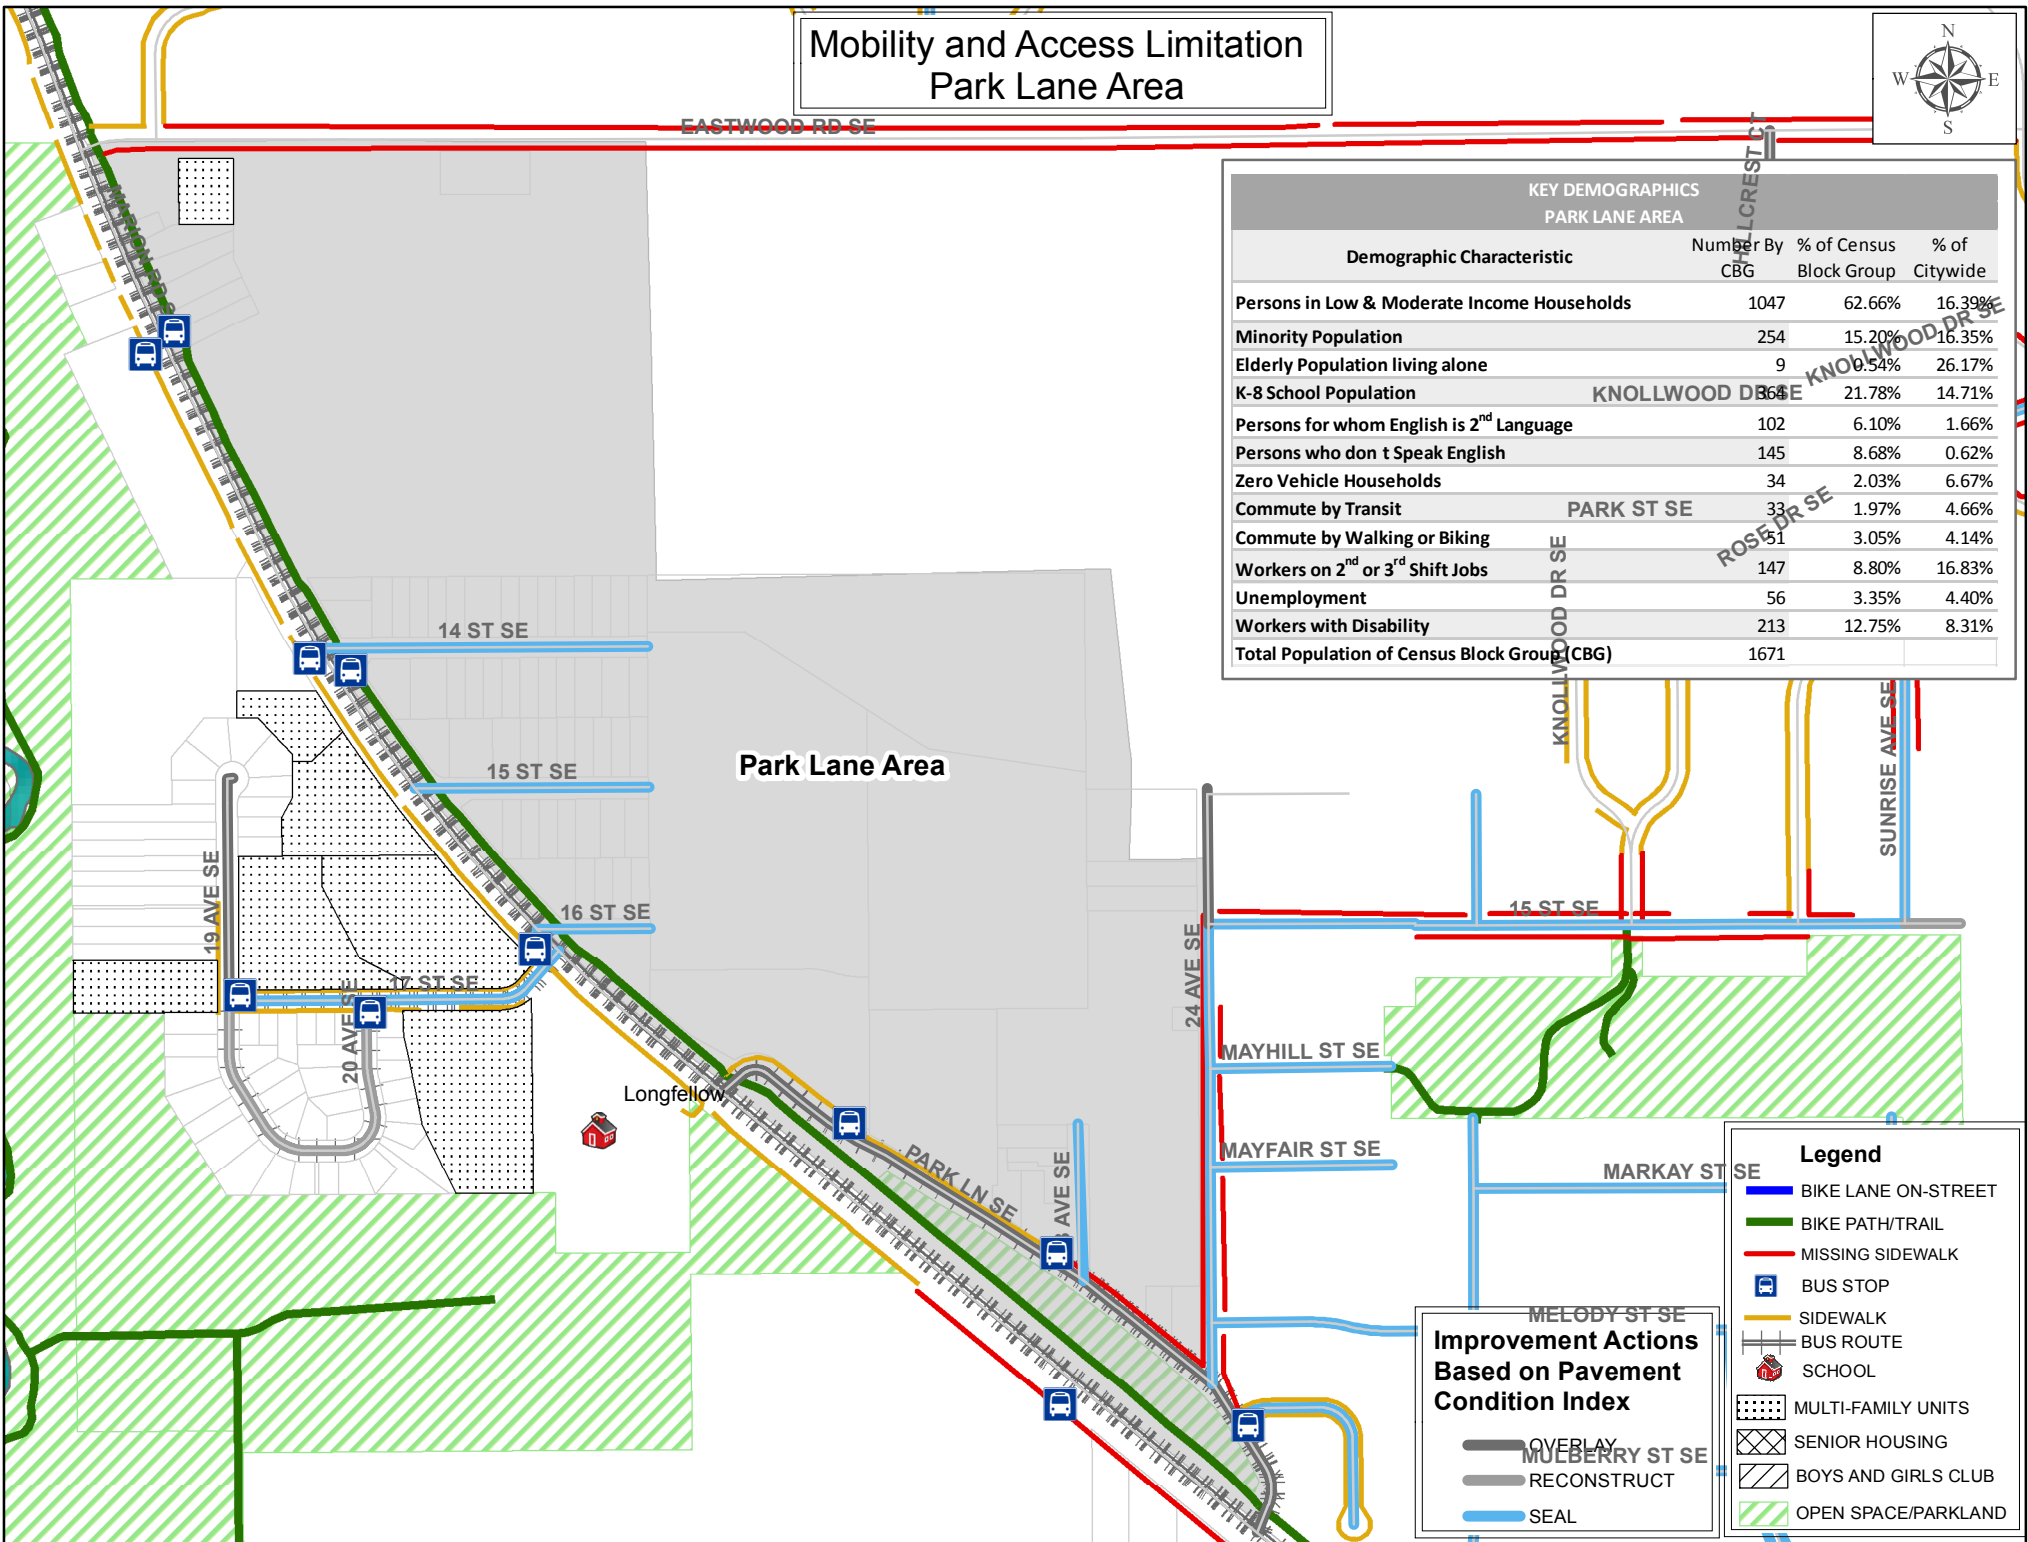 Mobility and Access Limitation
Park Lane Area
N
W E
S
EASTWOOD RD SE
HILLCREST CT
KEY DEMOGRAPHICS
PARK LANE AREA
Demographic Characteristic Number By CBG % of Census Block Group % of Citywide
Persons in Low & Moderate Income Households 1047 62.66% 16.39%
Minority Population 254 15.20% 16.35%
Elderly Population living alone 9 0.54% 26.17%
K-8 School Population 364 21.78% 14.71%
Persons for whom English is 2nd Language 102 6.10% 1.66%
Persons who don t Speak English 145 8.68% 0.62%
Zero Vehicle Households 34 2.03% 6.67%
Commute by Transit 33 1.97% 4.66%
Commute by Walking or Biking 51 3.05% 4.14%
Workers on 2nd or 3rd Shift Jobs 147 8.80% 16.83%
Unemployment 56 3.35% 4.40%
Workers with Disability 213 12.75% 8.31%
Total Population of Census Block Group (CBG) 1671
KNOLLWOOD DR SE
KNOLLWOOD DR SE
PARK ST SE
ROSE DR SE
KNOLLWOOD DR SE
SUNRISE AVE SE
14 ST SE
15 ST SE
Park Lane Area
16 ST SE
19 AVE SE
17 ST SE
20 AVE SE
15 ST SE
24 AVE SE
MAYHILL ST SE
Longfellow
PARK LN SE
AVE SE
MAYFAIR ST SE
MARKAY ST SE
MELODY ST SE
MULBERRY ST SE
Improvement Actions
Based on Pavement
Condition Index
OVERLAY
RECONSTRUCT
SEAL
Legend
BIKE LANE ON-STREET
BIKE PATH/TRAIL
MISSING SIDEWALK
BUS STOP
SIDEWALK
BUS ROUTE
SCHOOL
MULTI-FAMILY UNITS
SENIOR HOUSING
BOYS AND GIRLS CLUB
OPEN SPACE/PARKLAND